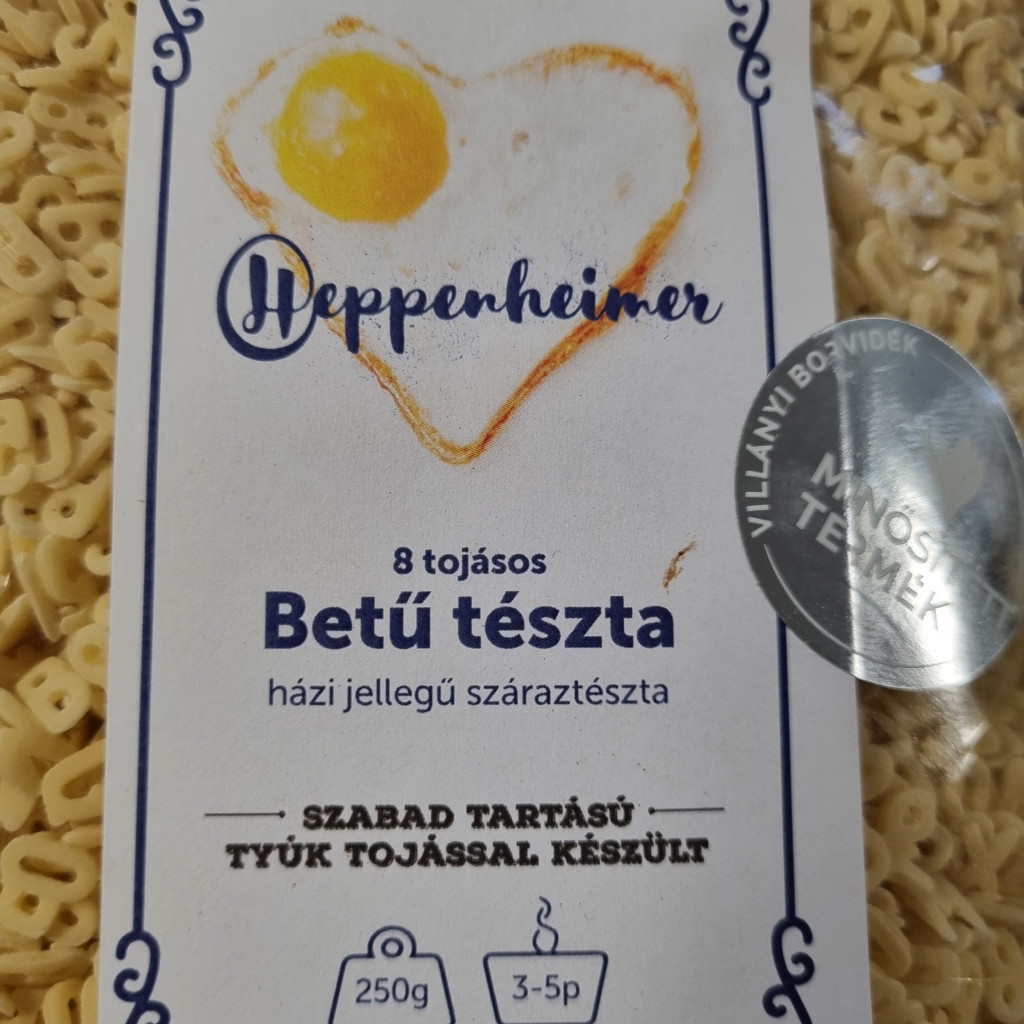 Heppenheimer
VILLÁNYI BORVIDÉK
MINŐSÍTETT
TERMÉK
8 tojásos
Betű tészta
házi jellegű száraztészta
SZABAD TARTÁSÚ
TYÚK TOJÁSSAL KÉSZÜLT
250g
3-5p